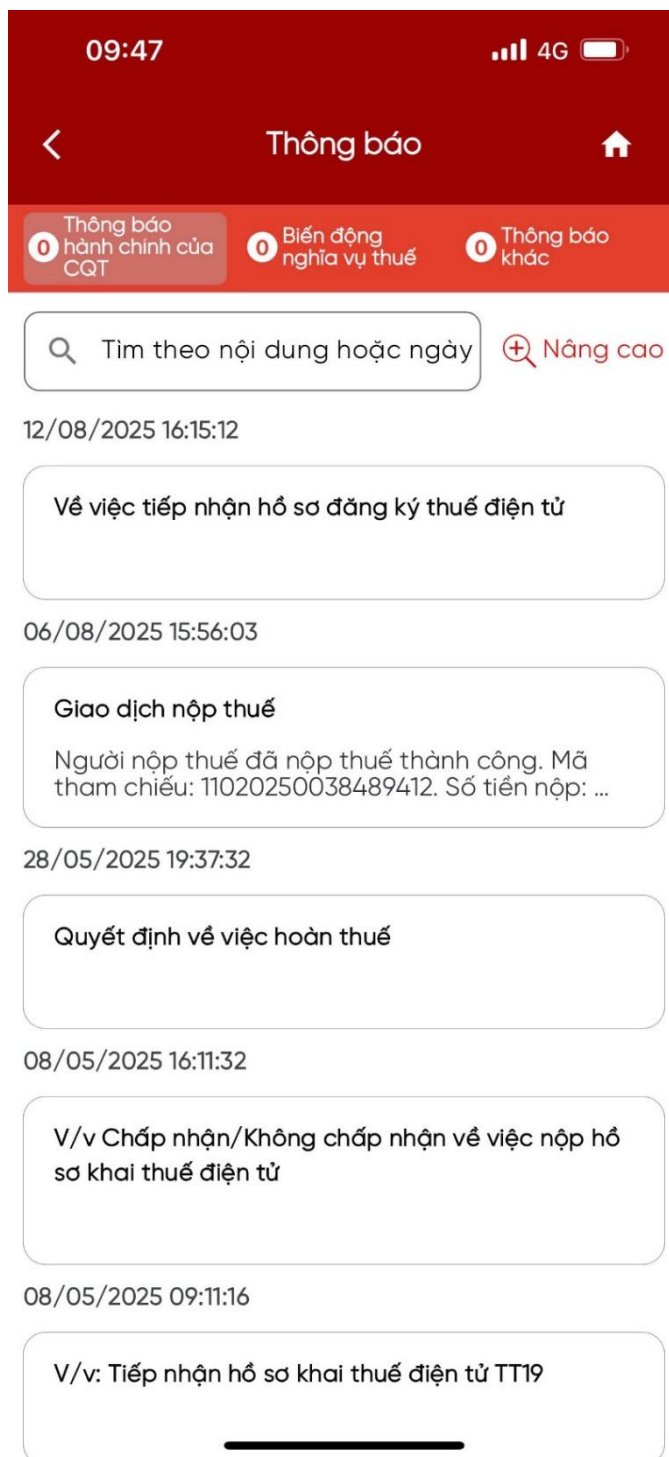 09:47
4G
Thông báo
0
Thông báo
hành chính của
CQT
0
Biến động
nghĩa vụ thuế
0
Thông báo
khác
Tìm theo nội dung hoặc ngày
Nâng cao
12/08/2025 16:15:12
Về việc tiếp nhận hồ sơ đăng ký thuế điện tử
06/08/2025 15:56:03
Giao dịch nộp thuế
Người nộp thuế đã nộp thuế thành công. Mã
tham chiếu: 11020250038489412. Số tiền nộp: ...
28/05/2025 19:37:32
Quyết định về việc hoàn thuế
08/05/2025 16:11:32
V/v Chấp nhận/Không chấp nhận về việc nộp hồ
sơ khai thuế điện tử
08/05/2025 09:11:16
V/v: Tiếp nhận hồ sơ khai thuế điện tử TT19